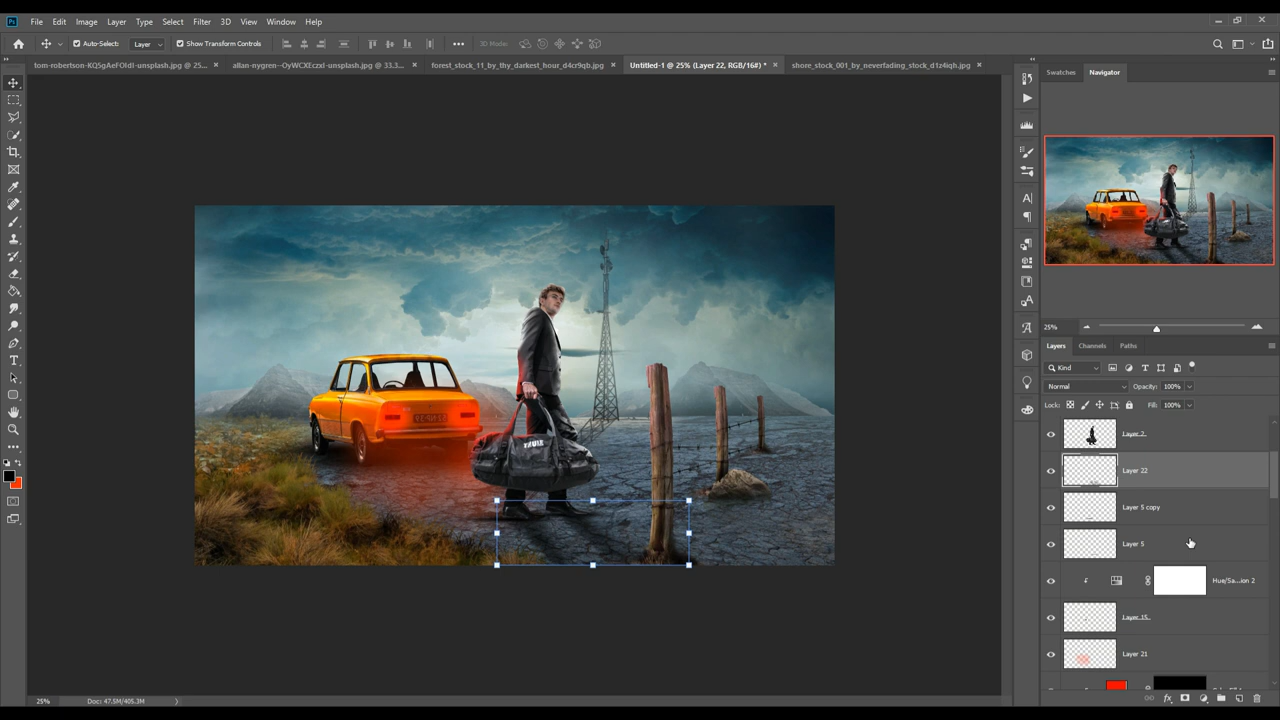 Ps File Edit Image Layer Type Select Filter 3D View Window Help
Auto-Select: Layer Show Transform Controls 3D Mode:
tom-robertson-KQ5gAeFOIdI-unsplash.jpg @ 25... × allan-nygren--OyWCXEczxI-unsplash.jpg @ 33.3... × forest_stock_11_by_thy_darkest_hour_d4cr9qb.jpg × Untitled-1 @ 25% (Layer 22, RGB/16#) * × shore_stock_001_by_neverfading_stock_d1z4iqh.jpg ×
Swatches Navigator
25%
Layers Channels Paths
Kind
Normal Opacity: 100%
Lock: Fill: 100%
Layer 2
Layer 22
Layer 5 copy
Layer 5
Hue/Sa...ion 2
Layer 15
Layer 21
THULE
25% Doc: 47.5M/405.3M